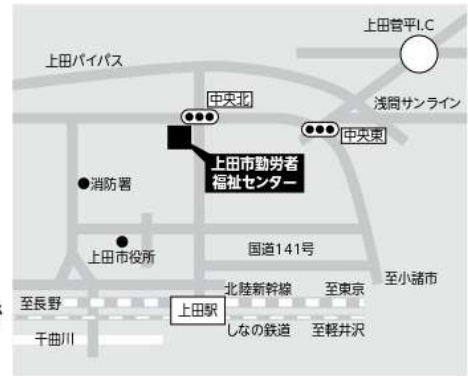 上田菅平I.C
上田バイパス
中央北
浅間サンライン
中央東
上田市勤労者
福祉センター
消防署
上田市役所
国道141号
至小諸市
北陸新幹線
至東京
至長野
上田駅
しなの鉄道
至軽井沢
千曲川